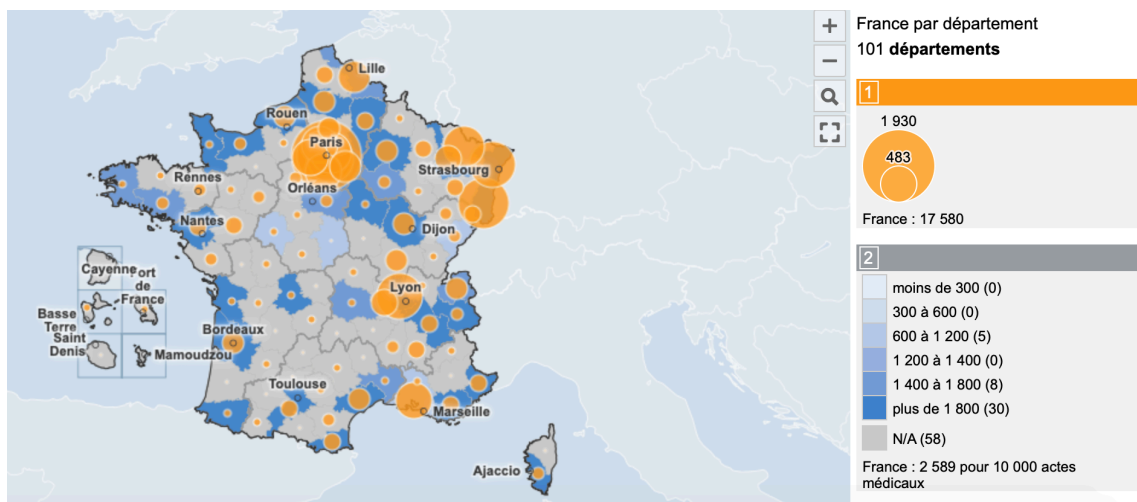 Lille
Rouen
Paris
Strasbourg
Rennes
Orléans
Nantes
Dijon
Cayenne
Fort
de
France
Basse
Terre
Lyon
Saint
Denis
Bordeaux
Mamoudzou
Toulouse
Marseille
Ajaccio
France par département
101 départements
1
1 930
483
France : 17 580
2
moins de 300 (0)
300 à 600 (0)
600 à 1 200 (5)
1 200 à 1 400 (0)
1 400 à 1 800 (8)
plus de 1 800 (30)
N/A (58)
France : 2 589 pour 10 000 actes
médicaux